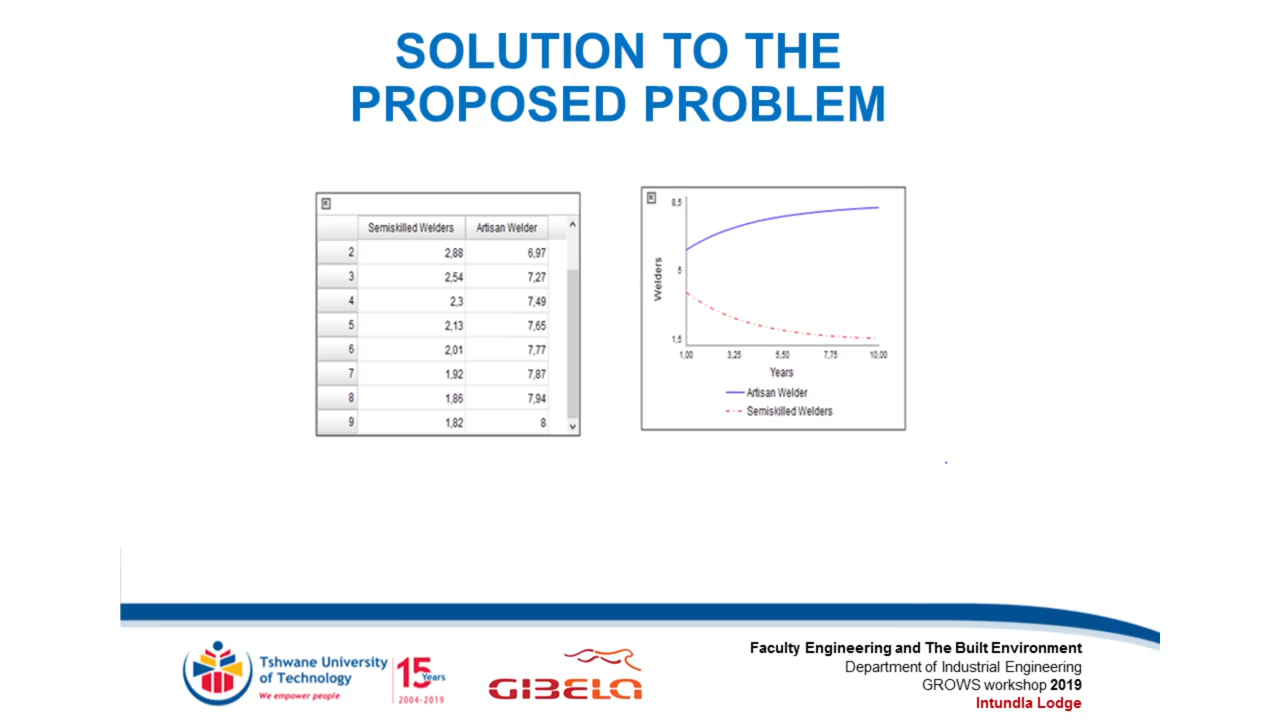 SOLUTION TO THE
PROPOSED PROBLEM
Semiskilled Welders Artisan Welder
2 2,88 6,97
3 2,54 7,27
4 2,3 7,49
5 2,13 7,65
6 2,01 7,77
7 1,92 7,87
8 1,86 7,94
9 1,82 8
8,5
5
1,5
Welders
1,00 3,25 5,50 7,75 10,00
Years
Artisan Welder
Semiskilled Welders
Tshwane University
of Technology
We empower people
15 Years
2004-2019
GIBELA
Faculty Engineering and The Built Environment
Department of Industrial Engineering
GROWS workshop 2019
Intundla Lodge